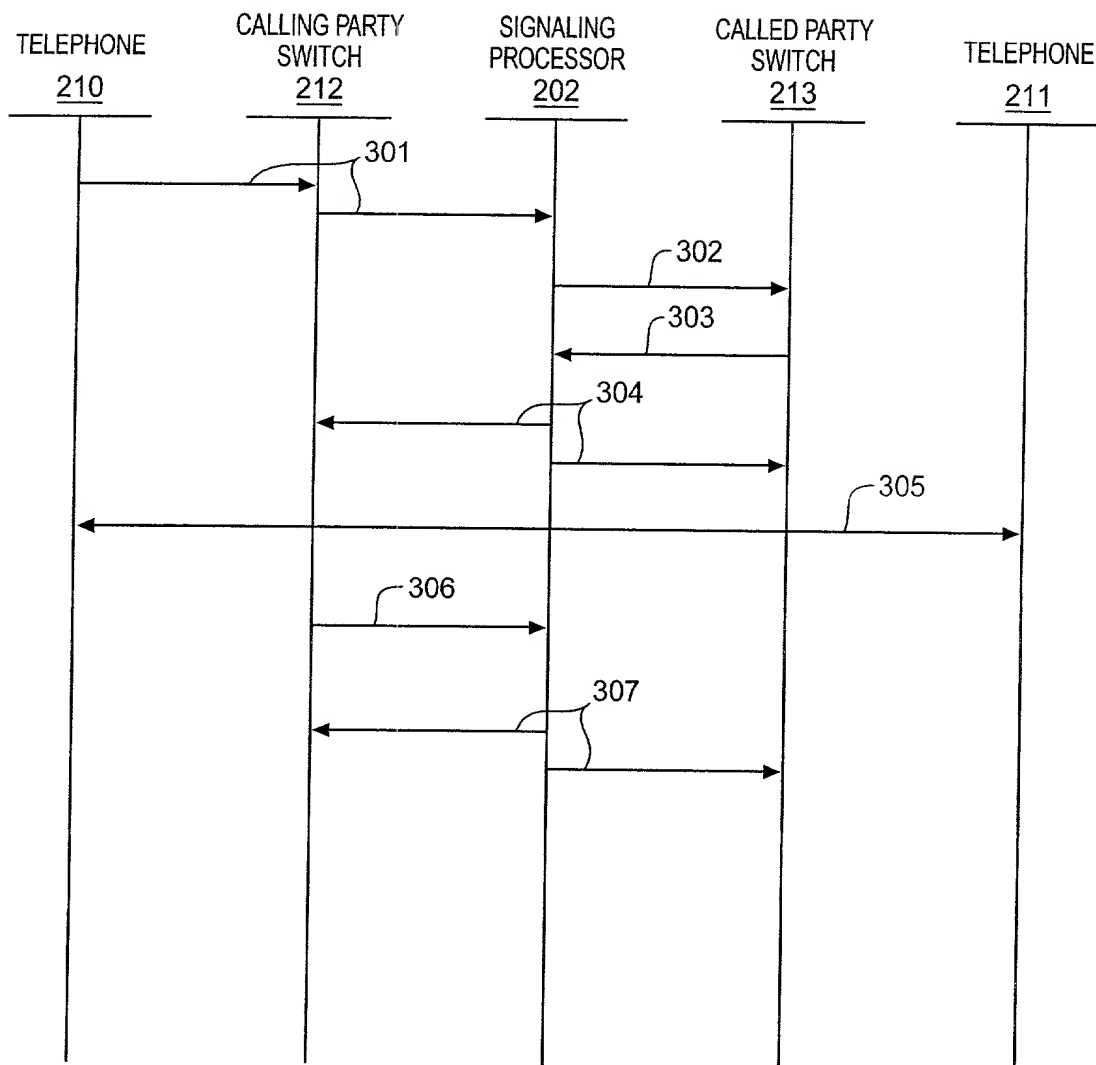 TELEPHONE
210
CALLING PARTY
SWITCH
212
SIGNALING
PROCESSOR
202
CALLED PARTY
SWITCH
213
TELEPHONE
211
301
302
303
304
305
306
307